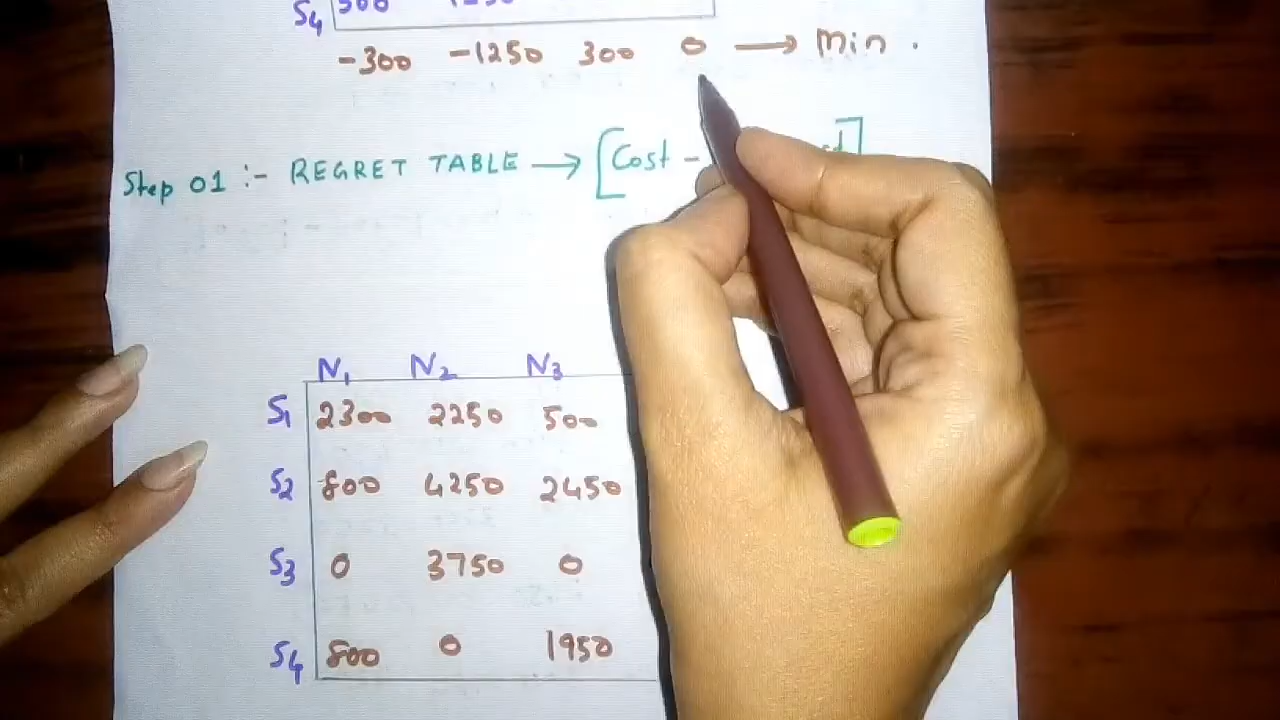 S4 500
-300 -1250 300 0 → Min.
Step 01 :- REGRET TABLE → [Cost -
N1 N2 N3
S1 2300 2250 500
S2 800 4250 2450
S3 0 3750 0
S4 800 0 1950